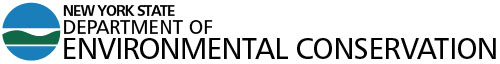 NEW YORK STATE
DEPARTMENT OF
ENVIRONMENTAL CONSERVATION